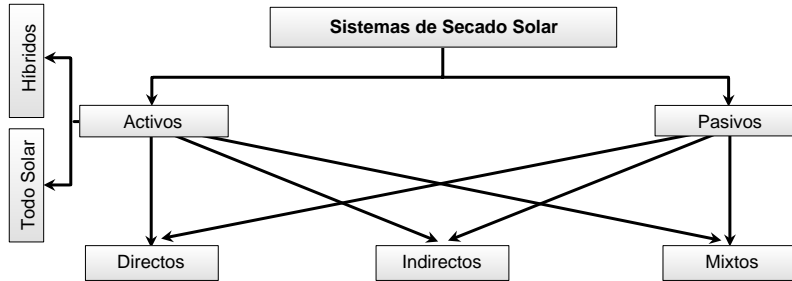 Sistemas de Secado Solar
Híbridos
Activos
Pasivos
Todo Solar
Directos
Indirectos
Mixtos